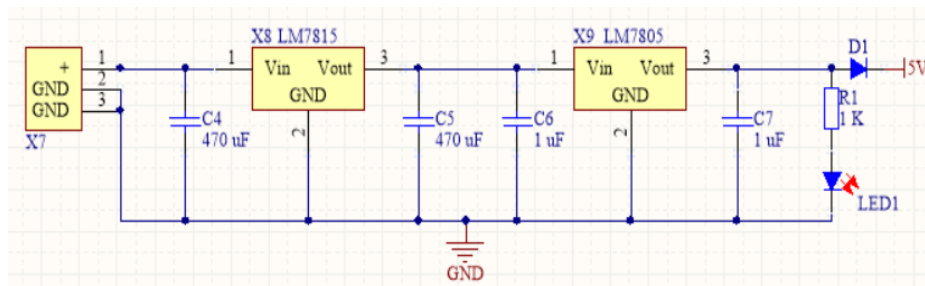 X8 LM7815
X9 LM7805
D1
+
GND
GND
1
2
3
X7
1
Vin
Vout
GND
3
2
1
Vin
Vout
GND
3
2
5V
C4
470 uF
C5
470 uF
C6
1 uF
C7
1 uF
R1
1 K
LED1
GND